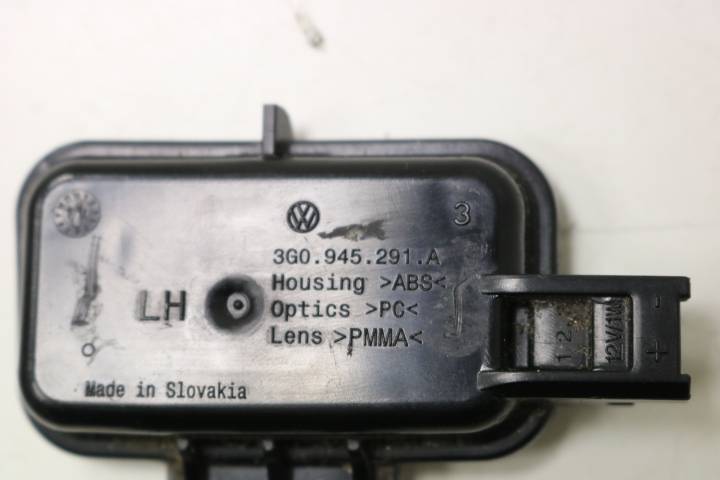 3
3G0.945.291.A
Housing >ABS<
LH
Optics >PC<
Lens >PMMA<
Made in Slovakia
1 2
12V/1W
-
+